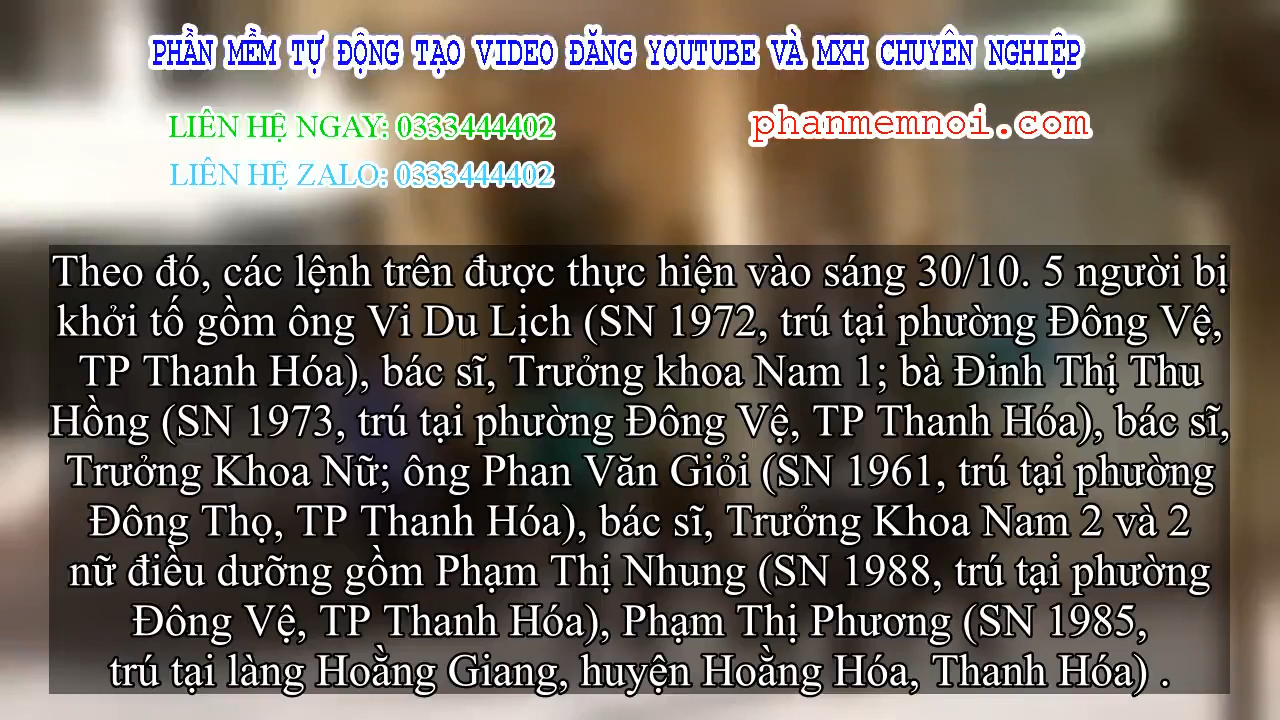 PHẦN MỀM TỰ ĐỘNG TẠO VIDEO ĐĂNG YOUTUBE VÀ MXH CHUYÊN NGHIỆP
LIÊN HỆ NGAY: 0333444402
phanmemnoi.com
LIÊN HỆ ZALO: 0333444402
Theo đó, các lệnh trên được thực hiện vào sáng 30/10. 5 người bị
khởi tố gồm ông Vi Du Lịch (SN 1972, trú tại phường Đông Vệ,
TP Thanh Hóa), bác sĩ, Trưởng khoa Nam 1; bà Đinh Thị Thu
Hồng (SN 1973, trú tại phường Đông Vệ, TP Thanh Hóa), bác sĩ,
Trưởng Khoa Nữ; ông Phan Văn Giỏi (SN 1961, trú tại phường
Đông Thọ, TP Thanh Hóa), bác sĩ, Trưởng Khoa Nam 2 và 2
nữ điều dưỡng gồm Phạm Thị Nhung (SN 1988, trú tại phường
Đông Vệ, TP Thanh Hóa), Phạm Thị Phương (SN 1985,
trú tại làng Hoằng Giang, huyện Hoằng Hóa, Thanh Hóa) .